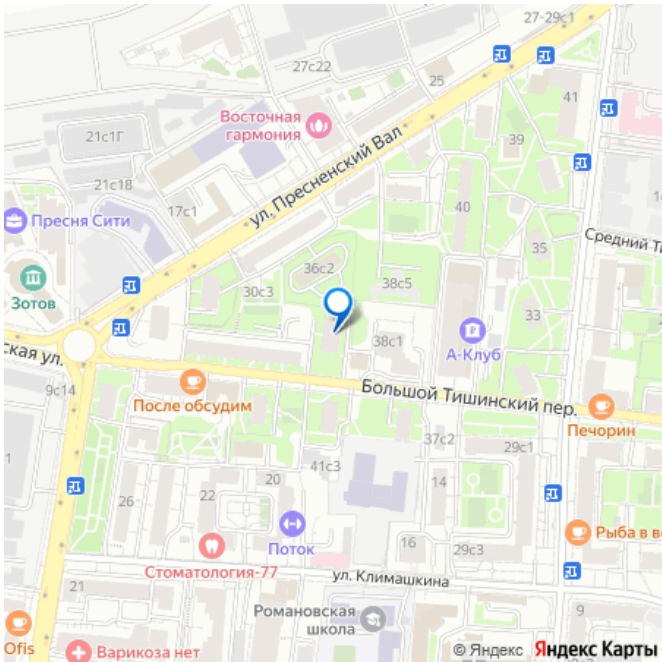 27-29с1
27с22
25
41
Восточная
гармония
21с1Г
39
ул. Пресненский Вал
21с18
17с1
40
Пресня Сити
35
Средний Ти
36с2
38с5
Зотов
30с3
33
38с1
А-Клуб
ская ул.
9с14
После обсудим
Большой Тишинский пер.
Печорин
37с2
29с1
41с3
1
20
14
26
22
Поток
16
29с3
Рыба в во
Стоматология-77
ул. Климашкина
21
9
Романовская
школа
Ofis
Варикоза нет
© Яндекс Яндекс Карты